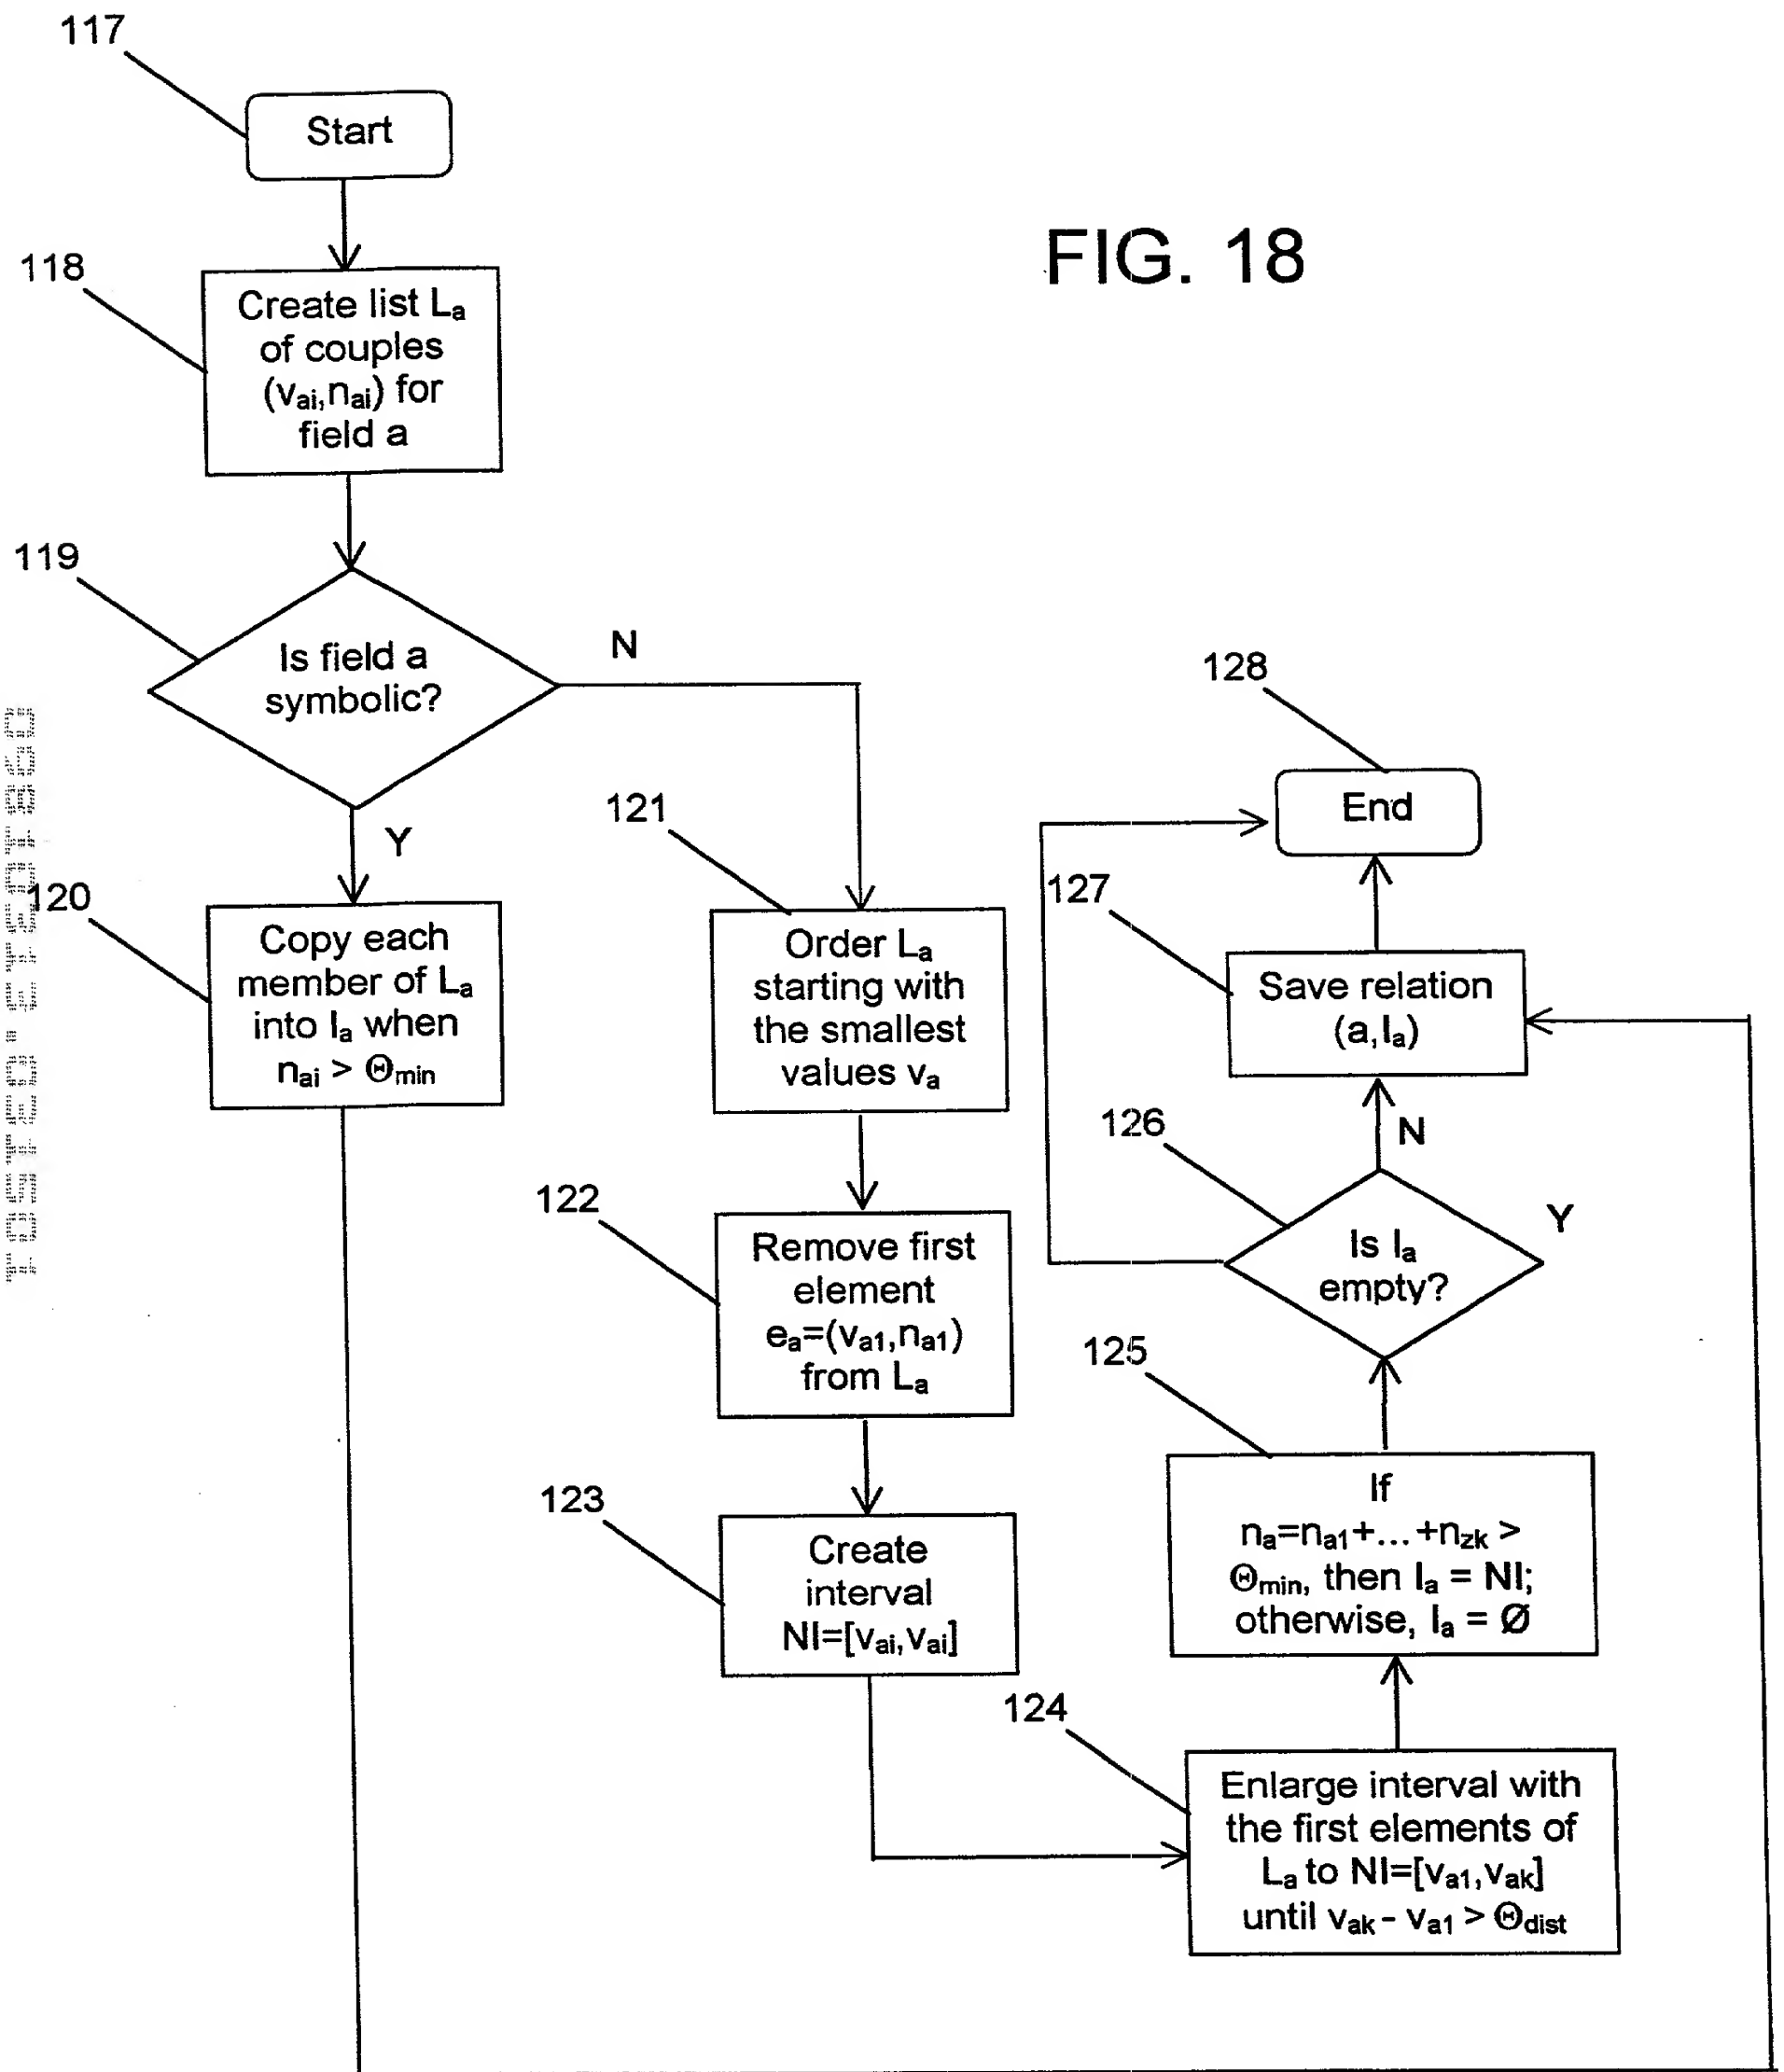 117
Start
FIG. 18
118
Create list La
of couples
(vai,nai) for
field a
119
Is field a
symbolic?
N
Y
120
Copy each
member of La
into Ia when
nai > Θmin
121
Order La
starting with
the smallest
values va
122
Remove first
element
ea=(va1,na1)
from La
123
Create
interval
NI=[vai,vai]
124
Enlarge interval with
the first elements of
La to NI=[va1,vak]
until vak - va1 > Θdist
125
If
na=na1+...+nzk >
Θmin, then Ia = NI;
otherwise, Ia = Ø
126
Is Ia
empty?
Y
N
127
Save relation
(a,Ia)
128
End